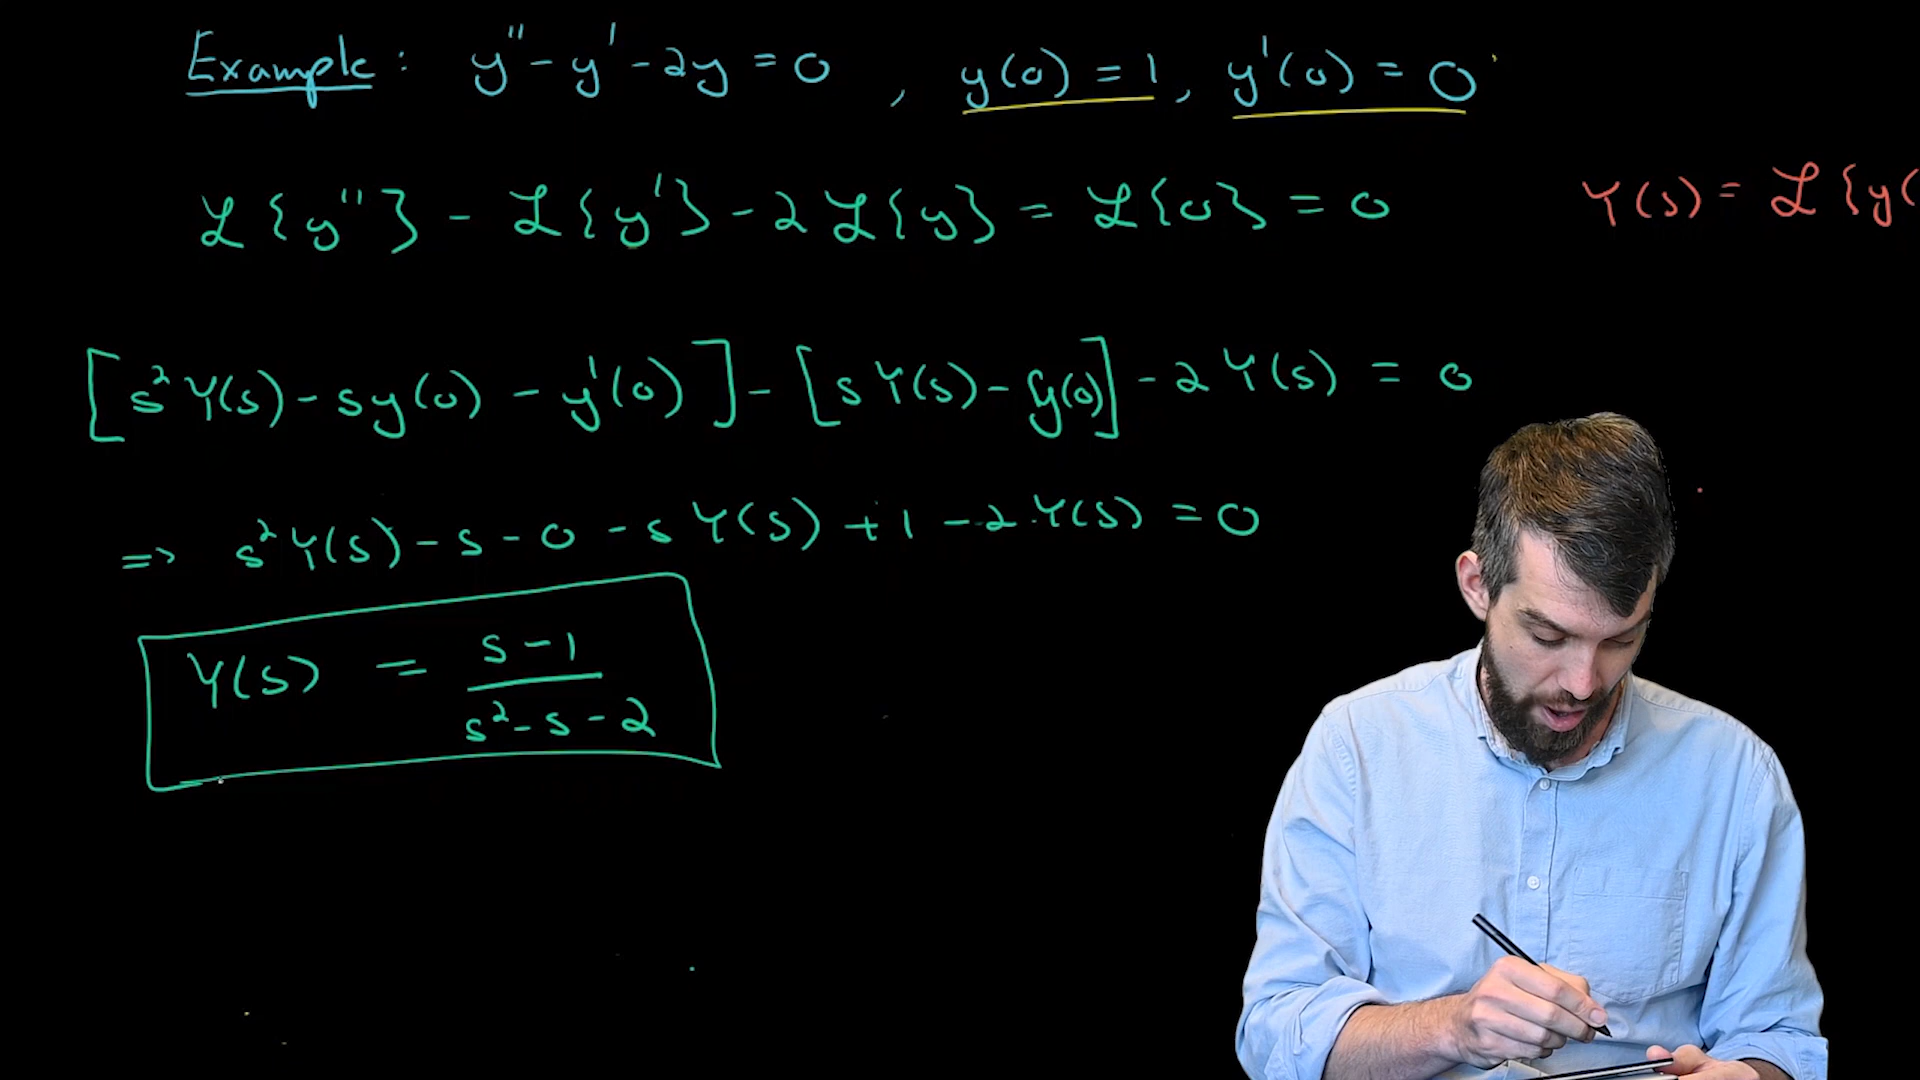 Example: y'' - y' - 2y = 0 , y(0) = 1, y'(0) = 0
ℒ{y''} - ℒ{y'} - 2ℒ{y} = ℒ{0} = 0
Y(s) = ℒ{y(
[s²Y(s) - sy(0) - y'(0)] - [sY(s) - y(0)] - 2Y(s) = 0
=> s²Y(s) - s - 0 - sY(s) + 1 - 2Y(s) = 0
Y(s) = (s-1)/(s²-s-2)